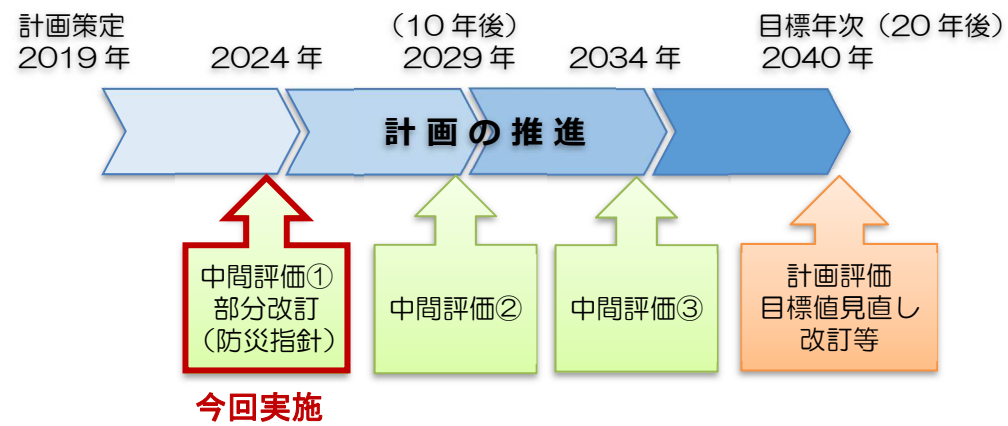 計画策定
2019 年
2024 年
（10 年後）
2029 年
2034 年
目標年次（20 年後）
2040 年
計 画 の 推 進
中間評価①
部分改訂
（防災指針）
中間評価②
中間評価③
計画評価
目標値見直し
改訂等
今回実施